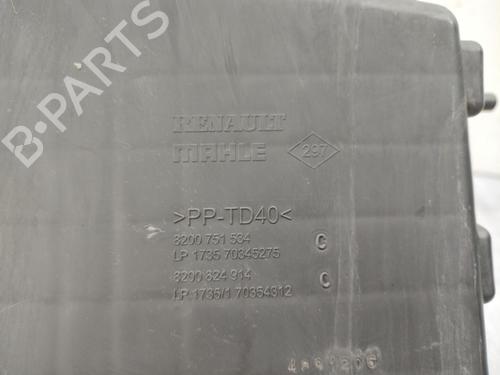 RENAULT
MAHLE
297
>PP-TD40<
8200 751 534 C
LP 1735 70345275
8200 824 914 C
LP 1735/1 70354312
B-PARTS